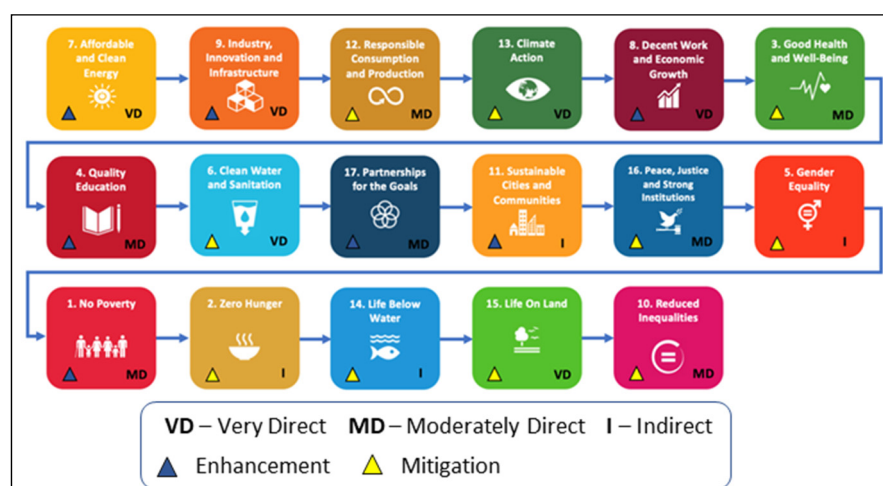 7. Affordable
and Clean
Energy
VD
9. Industry,
Innovation and
Infrastructure
VD
12. Responsible
Consumption
and Production
MD
13. Climate
Action
VD
8. Decent Work
and Economic
Growth
VD
3. Good Health
and Well-Being
MD
4. Quality
Education
MD
6. Clean Water
and Sanitation
VD
17. Partnerships
for the Goals
MD
11. Sustainable
Cities and
Communities
I
16. Peace, Justice
and Strong
Institutions
MD
5. Gender
Equality
I
1. No Poverty
MD
2. Zero Hunger
I
14. Life Below
Water
I
15. Life On Land
VD
10. Reduced
Inequalities
MD
VD – Very Direct MD – Moderately Direct I – Indirect
Enhancement Mitigation